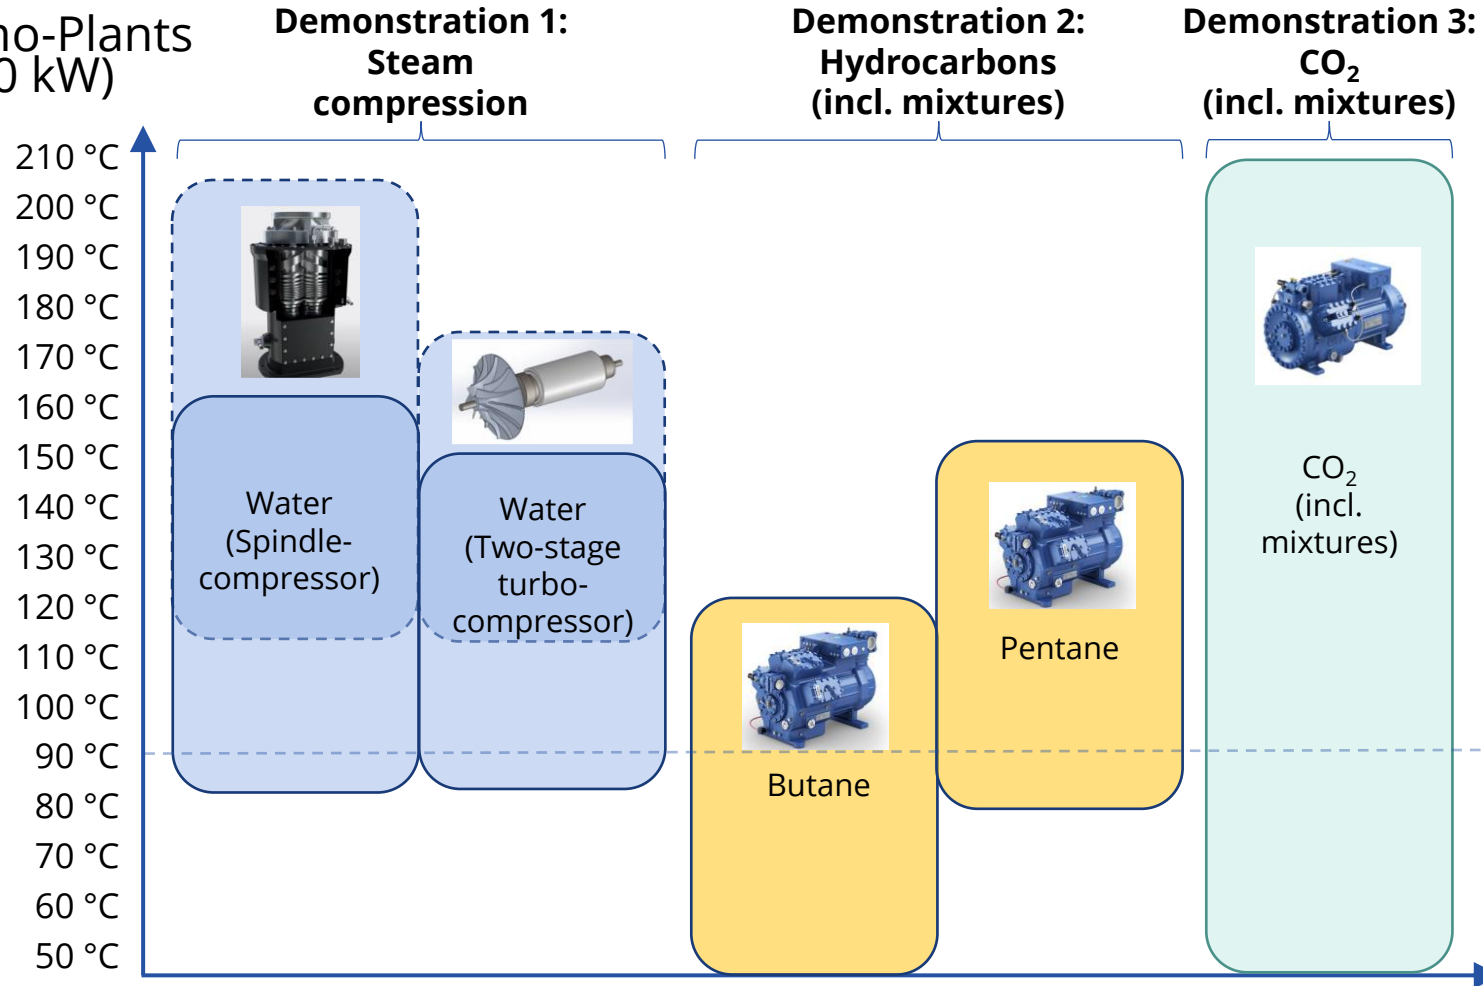 no-Plants
0 kW)
Demonstration 1:
Steam
compression
Demonstration 2:
Hydrocarbons
(incl. mixtures)
Demonstration 3:
CO₂
(incl. mixtures)
210 °C
200 °C
190 °C
180 °C
170 °C
160 °C
150 °C
140 °C
130 °C
120 °C
110 °C
100 °C
90 °C
80 °C
70 °C
60 °C
50 °C
Water
(Spindle-
compressor)
Water
(Two-stage
turbo-
compressor)
Butane
Pentane
CO₂
(incl.
mixtures)